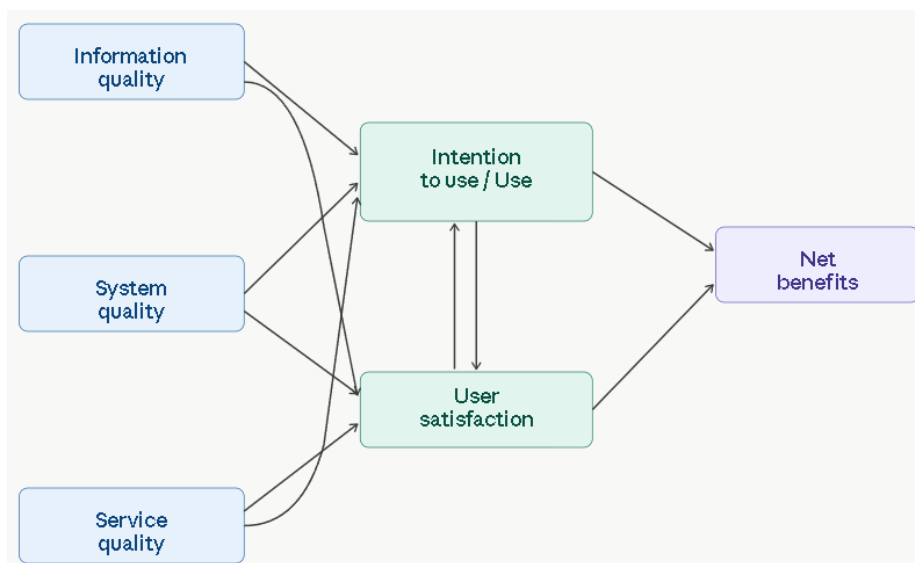 Information
quality
Intention
to use / Use
System
quality
Net
benefits
User
satisfaction
Service
quality